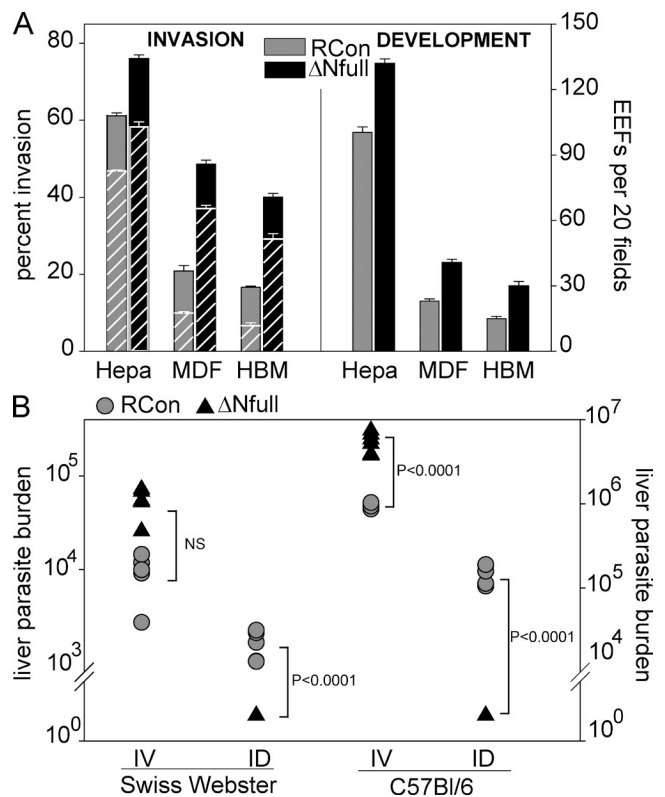 A
INVASION
DEVELOPMENT
RCon
ΔNfull
percent invasion
80
60
40
20
0
EEFs per 20 fields
150
120
90
60
30
0
Hepa MDF HBM Hepa MDF HBM
B
RCon ΔNfull
liver parasite burden
10^5
10^4
10^3
10^0
liver parasite burden
10^7
10^6
10^5
10^4
10^0
NS
P<0.0001
P<0.0001
P<0.0001
IV ID IV ID
Swiss Webster C57Bl/6